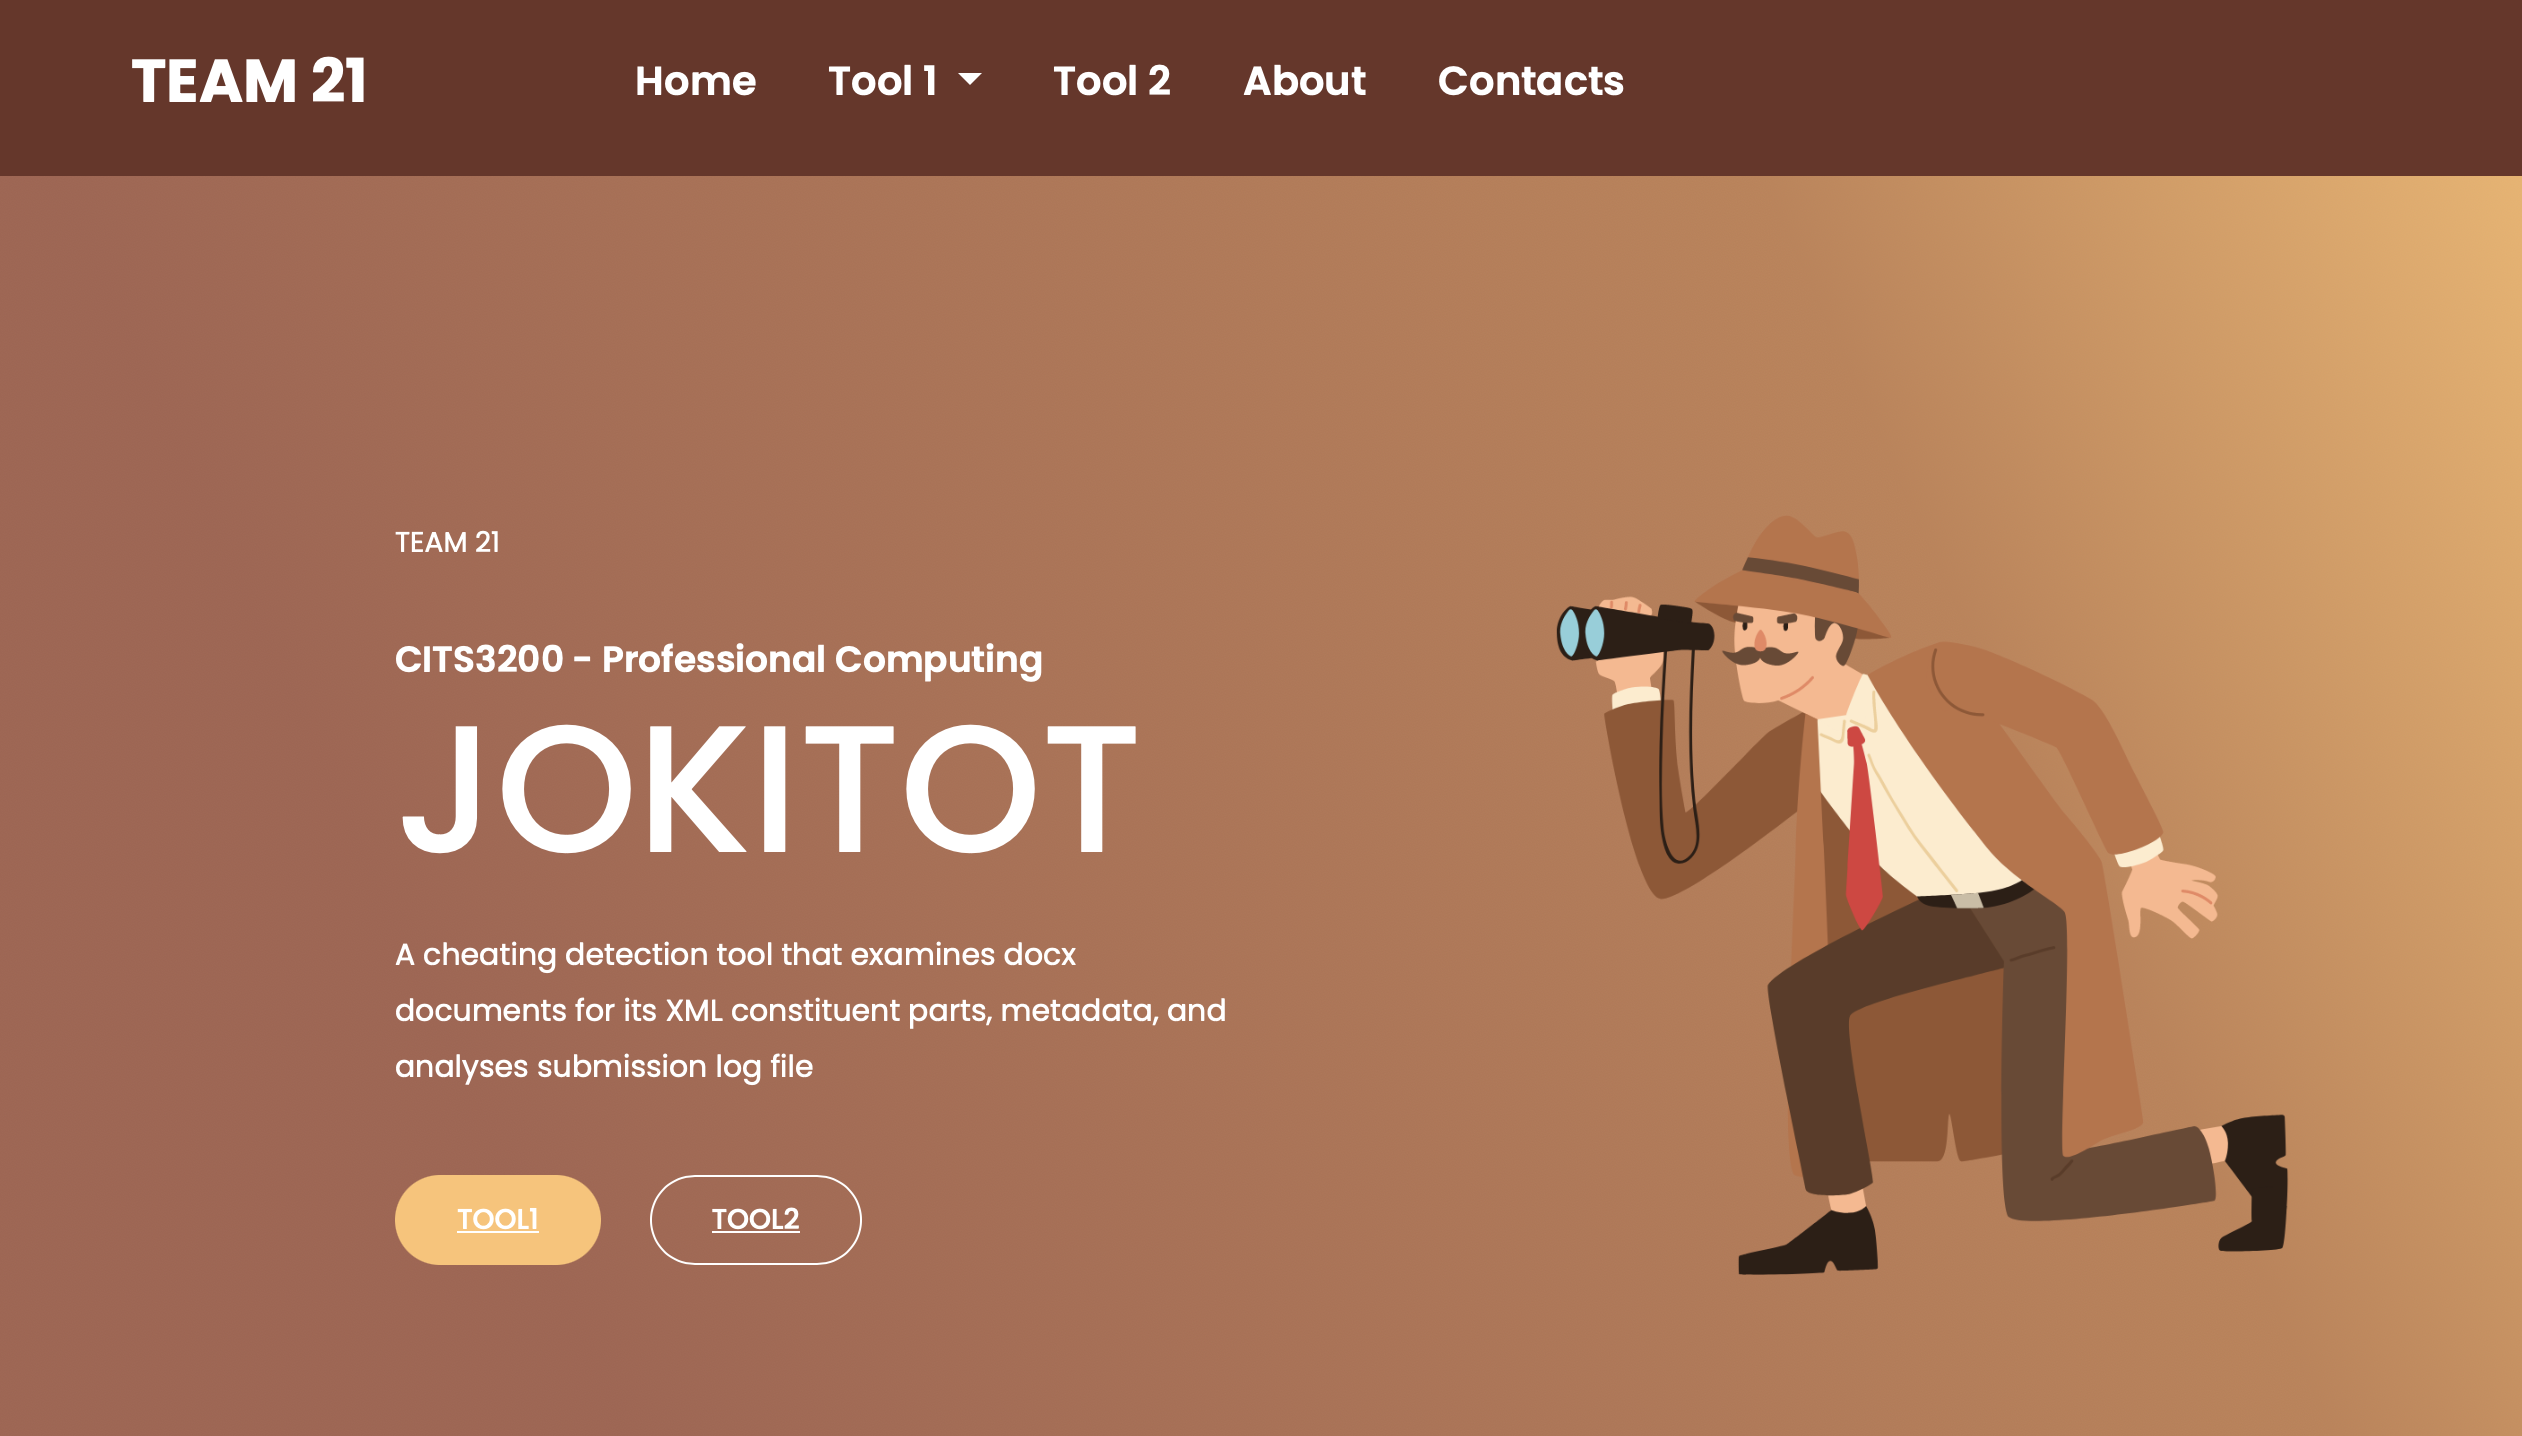 TEAM 21
Home Tool 1 Tool 2 About Contacts
TEAM 21
CITS3200 - Professional Computing
JOKITOT
A cheating detection tool that examines docx
documents for its XML constituent parts, metadata, and
analyses submission log file
TOOL1 TOOL2